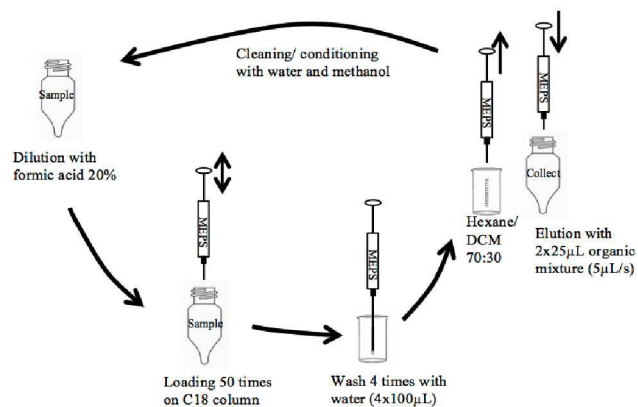 Cleaning/ conditioning
with water and methanol
Sample
Dilution with
formic acid 20%
MEPS
Sample
Loading 50 times
on C18 column
MEPS
Wash 4 times with
water (4x100µL)
MEPS
Hexane/
DCM
70:30
MEPS
Collect
Elution with
2x25µL organic
mixture (5µL/s)